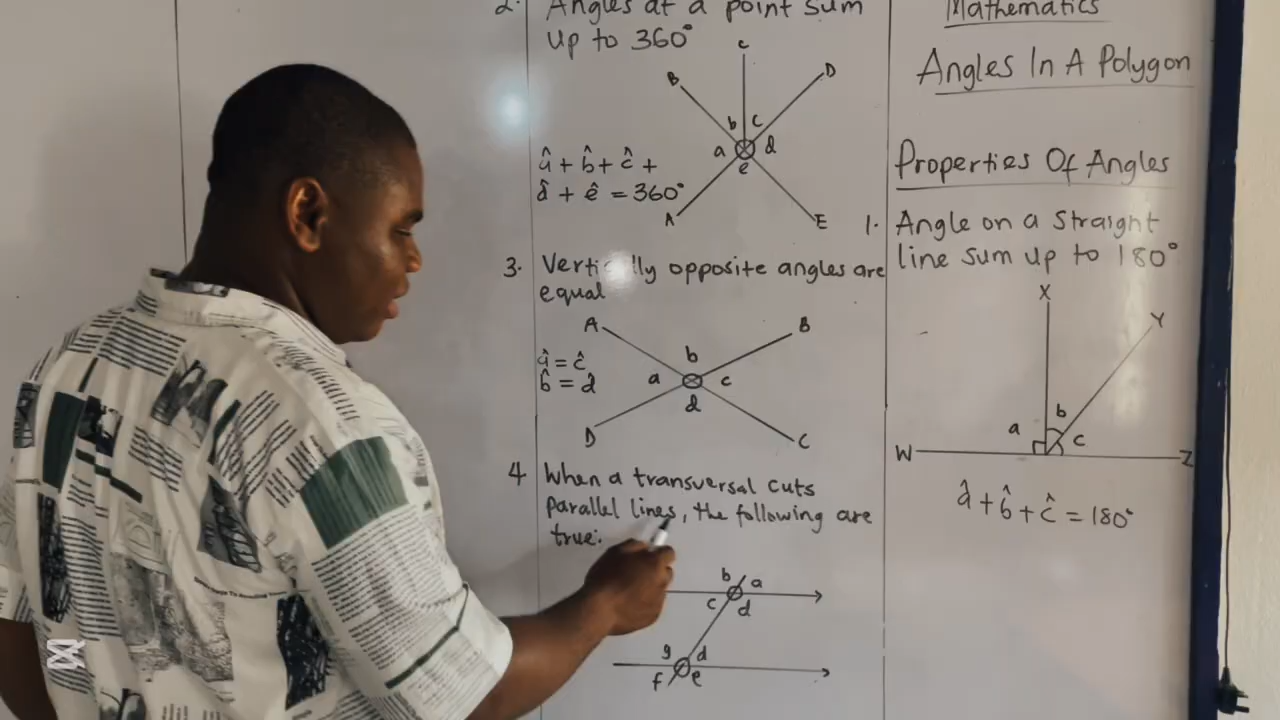 Mathematics
Angles In A Polygon
Properties Of Angles
1. Angle on a Straight
line Sum up to 180°
X
Y
a b c
W Z
â + b̂ + ĉ = 180°
2. Angles at a point Sum
up to 360°
B c D
b c
a d
e
A E
â + b̂ + ĉ +
d̂ + ê = 360°
3. Vertically opposite angles are
equal
A B
b
a c
d
D C
â = ĉ
b̂ = d
4 When a transversal cuts
Parallel lines, the following are
true:
b a
c d
g d
f e